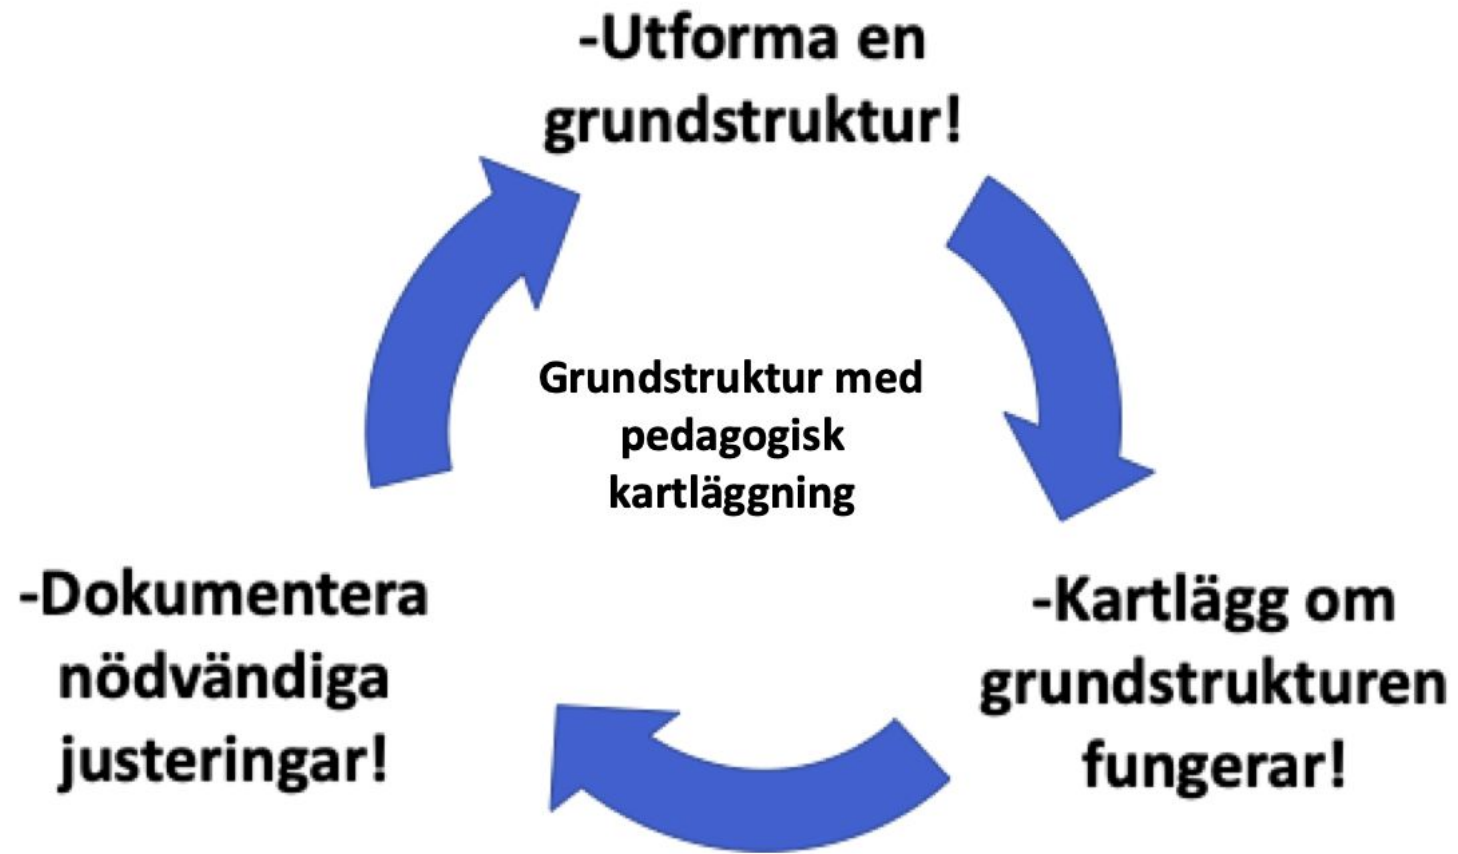 -Utforma en
grundstruktur!
Grundstruktur med
pedagogisk
kartläggning
-Kartlägg om
grundstrukturen
fungerar!
-Dokumentera
nödvändiga
justeringar!